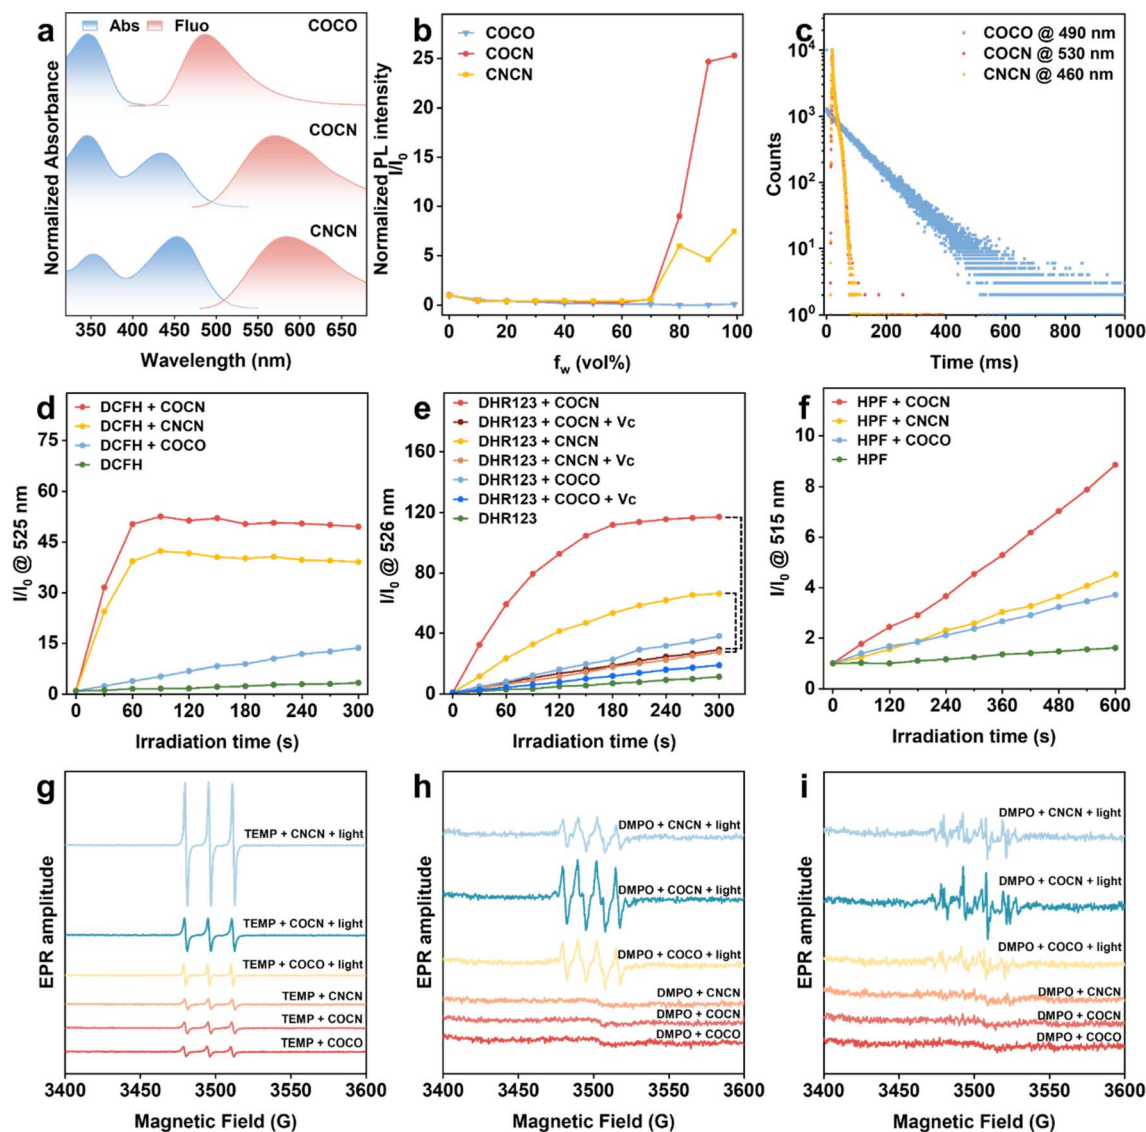 a
Abs
Fluo
COCO
COCN
CNCN
Normalized Absorbance
350 400 450 500 550 600 650
Wavelength (nm)
b
COCO
COCN
CNCN
Normalized PL intensity
I/I0
25
20
15
10
5
0
0 20 40 60 80 100
fw (vol%)
c
COCO @ 490 nm
COCN @ 530 nm
CNCN @ 460 nm
Counts
10^4
10^3
10^2
10^1
10^0
0 200 400 600 800 1000
Time (ms)
d
DCFH + COCN
DCFH + CNCN
DCFH + COCO
DCFH
I/I0 @ 525 nm
75
60
45
30
15
0
0 60 120 180 240 300
Irradiation time (s)
e
DHR123 + COCN
DHR123 + COCN + Vc
DHR123 + CNCN
DHR123 + CNCN + Vc
DHR123 + COCO
DHR123 + COCO + Vc
DHR123
I/I0 @ 526 nm
160
120
80
40
0
0 60 120 180 240 300
Irradiation time (s)
f
HPF + COCN
HPF + CNCN
HPF + COCO
HPF
I/I0 @ 515 nm
10
8
6
4
2
0
0 120 240 360 480 600
Irradiation time (s)
g
TEMP + CNCN + light
TEMP + COCN + light
TEMP + COCO + light
TEMP + CNCN
TEMP + COCN
TEMP + COCO
EPR amplitude
3400 3450 3500 3550 3600
Magnetic Field (G)
h
DMPO + CNCN + light
DMPO + COCN + light
DMPO + COCO + light
DMPO + CNCN
DMPO + COCN
DMPO + COCO
EPR amplitude
3400 3450 3500 3550 3600
Magnetic Field (G)
i
DMPO + CNCN + light
DMPO + COCN + light
DMPO + COCO + light
DMPO + CNCN
DMPO + COCN
DMPO + COCO
EPR amplitude
3400 3450 3500 3550 3600
Magnetic Field (G)